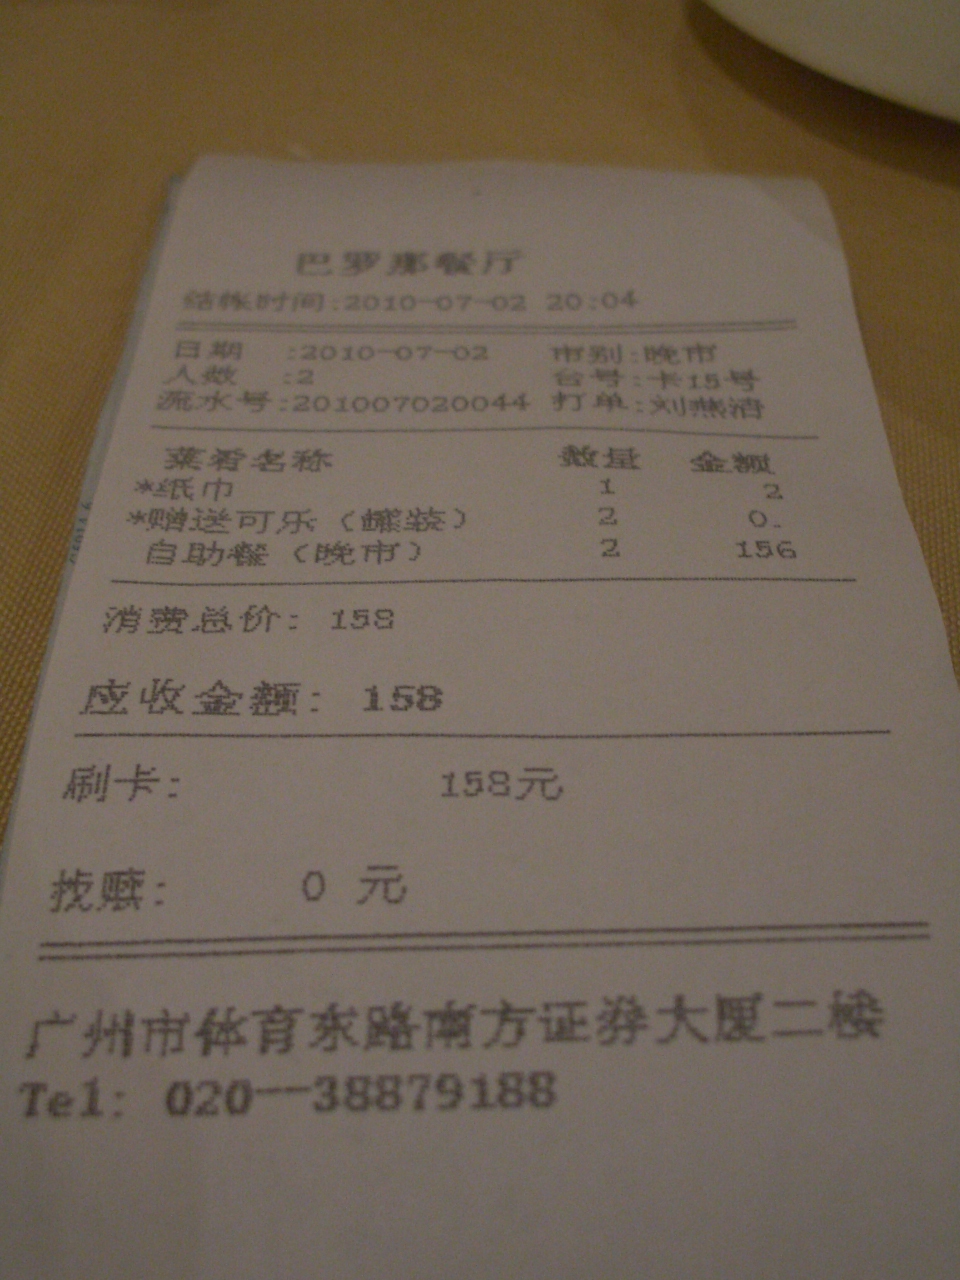 巴罗那餐厅
结帐时间:2010-07-02 20:04
日期 :2010-07-02 市别:晚市
人数 :2 台号:卡15号
流水号:201007020044 打单:刘燕清
菜肴名称 数量 金额
*纸巾 1 2
*赠送可乐（罐装） 2 0.
自助餐（晚市） 2 156
消费总价: 158
应收金额: 158
刷卡: 158元
找赎: 0 元
广州市体育东路南方证券大厦二楼
Tel: 020--38879188